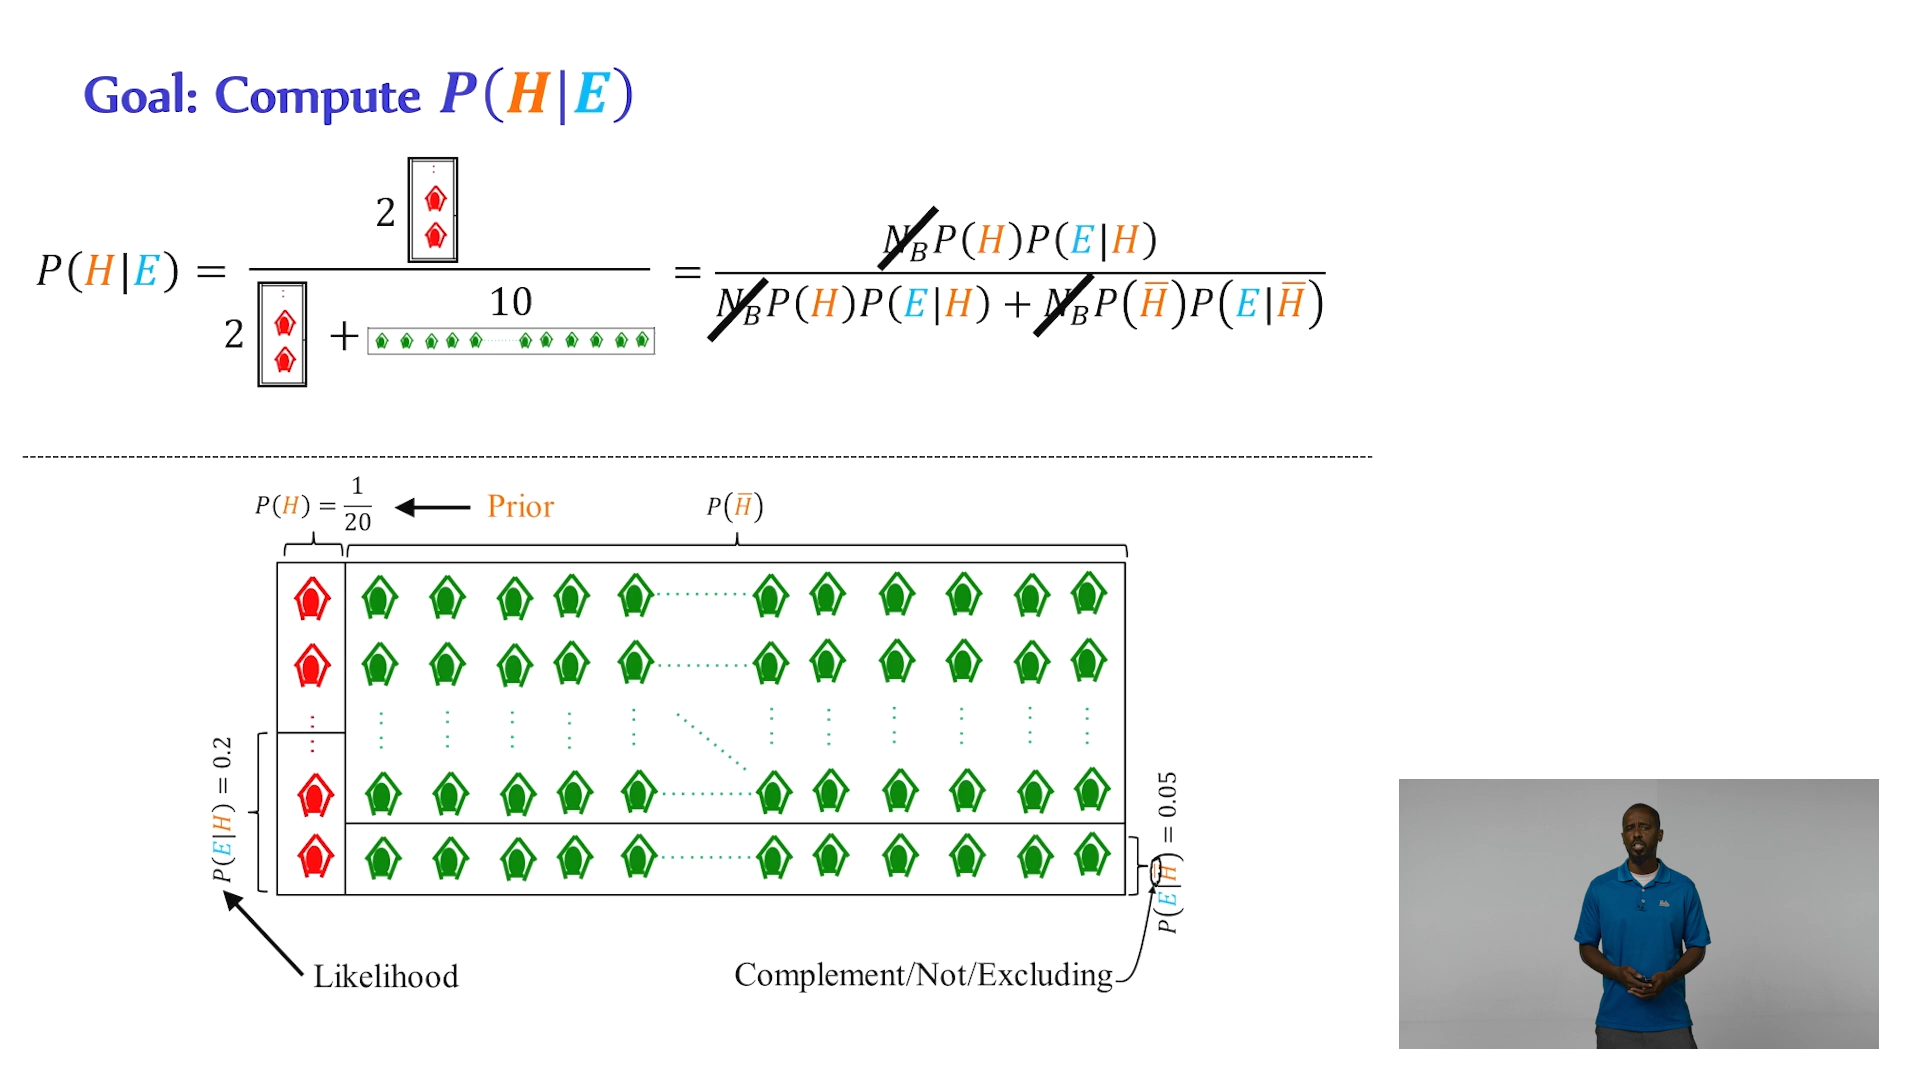 Goal: Compute P(H|E)
P(H|E) = 2 / 2 + 10 = N_B P(H)P(E|H) / N_B P(H)P(E|H) + N_B P(H̅)P(E|H̅)
P(H) = 1/20
Prior
P(H̅)
P(E|H) = 0.2
P(E|H̅) = 0.05
Likelihood
Complement/Not/Excluding